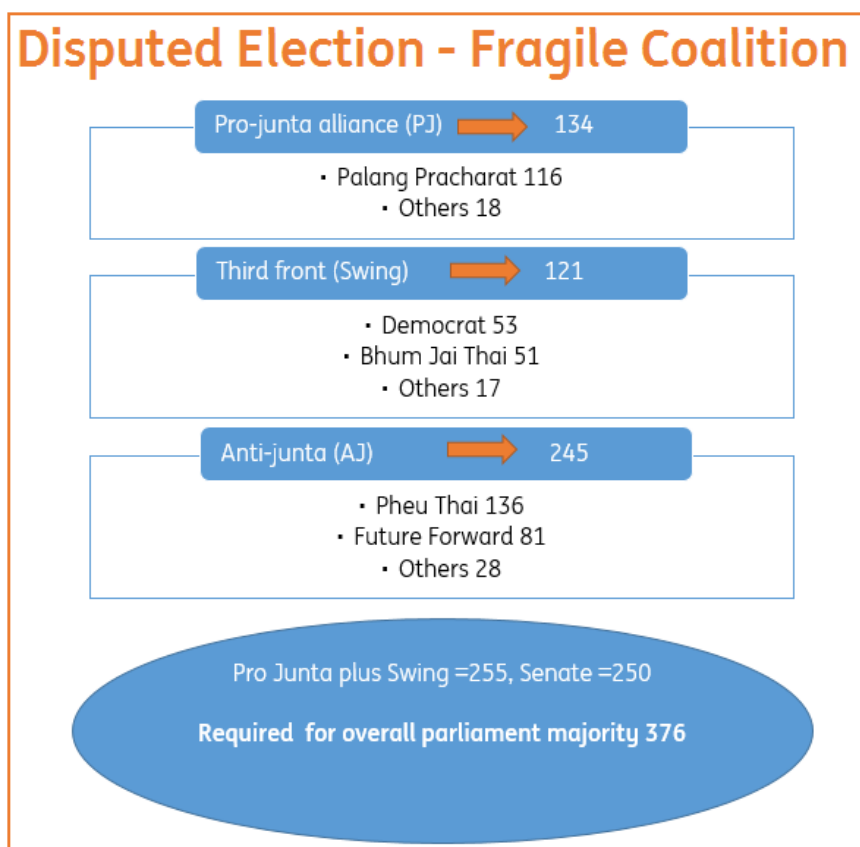 Disputed Election - Fragile Coalition
Pro-junta alliance (PJ) 134
· Palang Pracharat 116
· Others 18
Third front (Swing) 121
· Democrat 53
· Bhum Jai Thai 51
· Others 17
Anti-junta (AJ) 245
· Pheu Thai 136
· Future Forward 81
· Others 28
Pro Junta plus Swing =255, Senate =250
Required for overall parliament majority 376